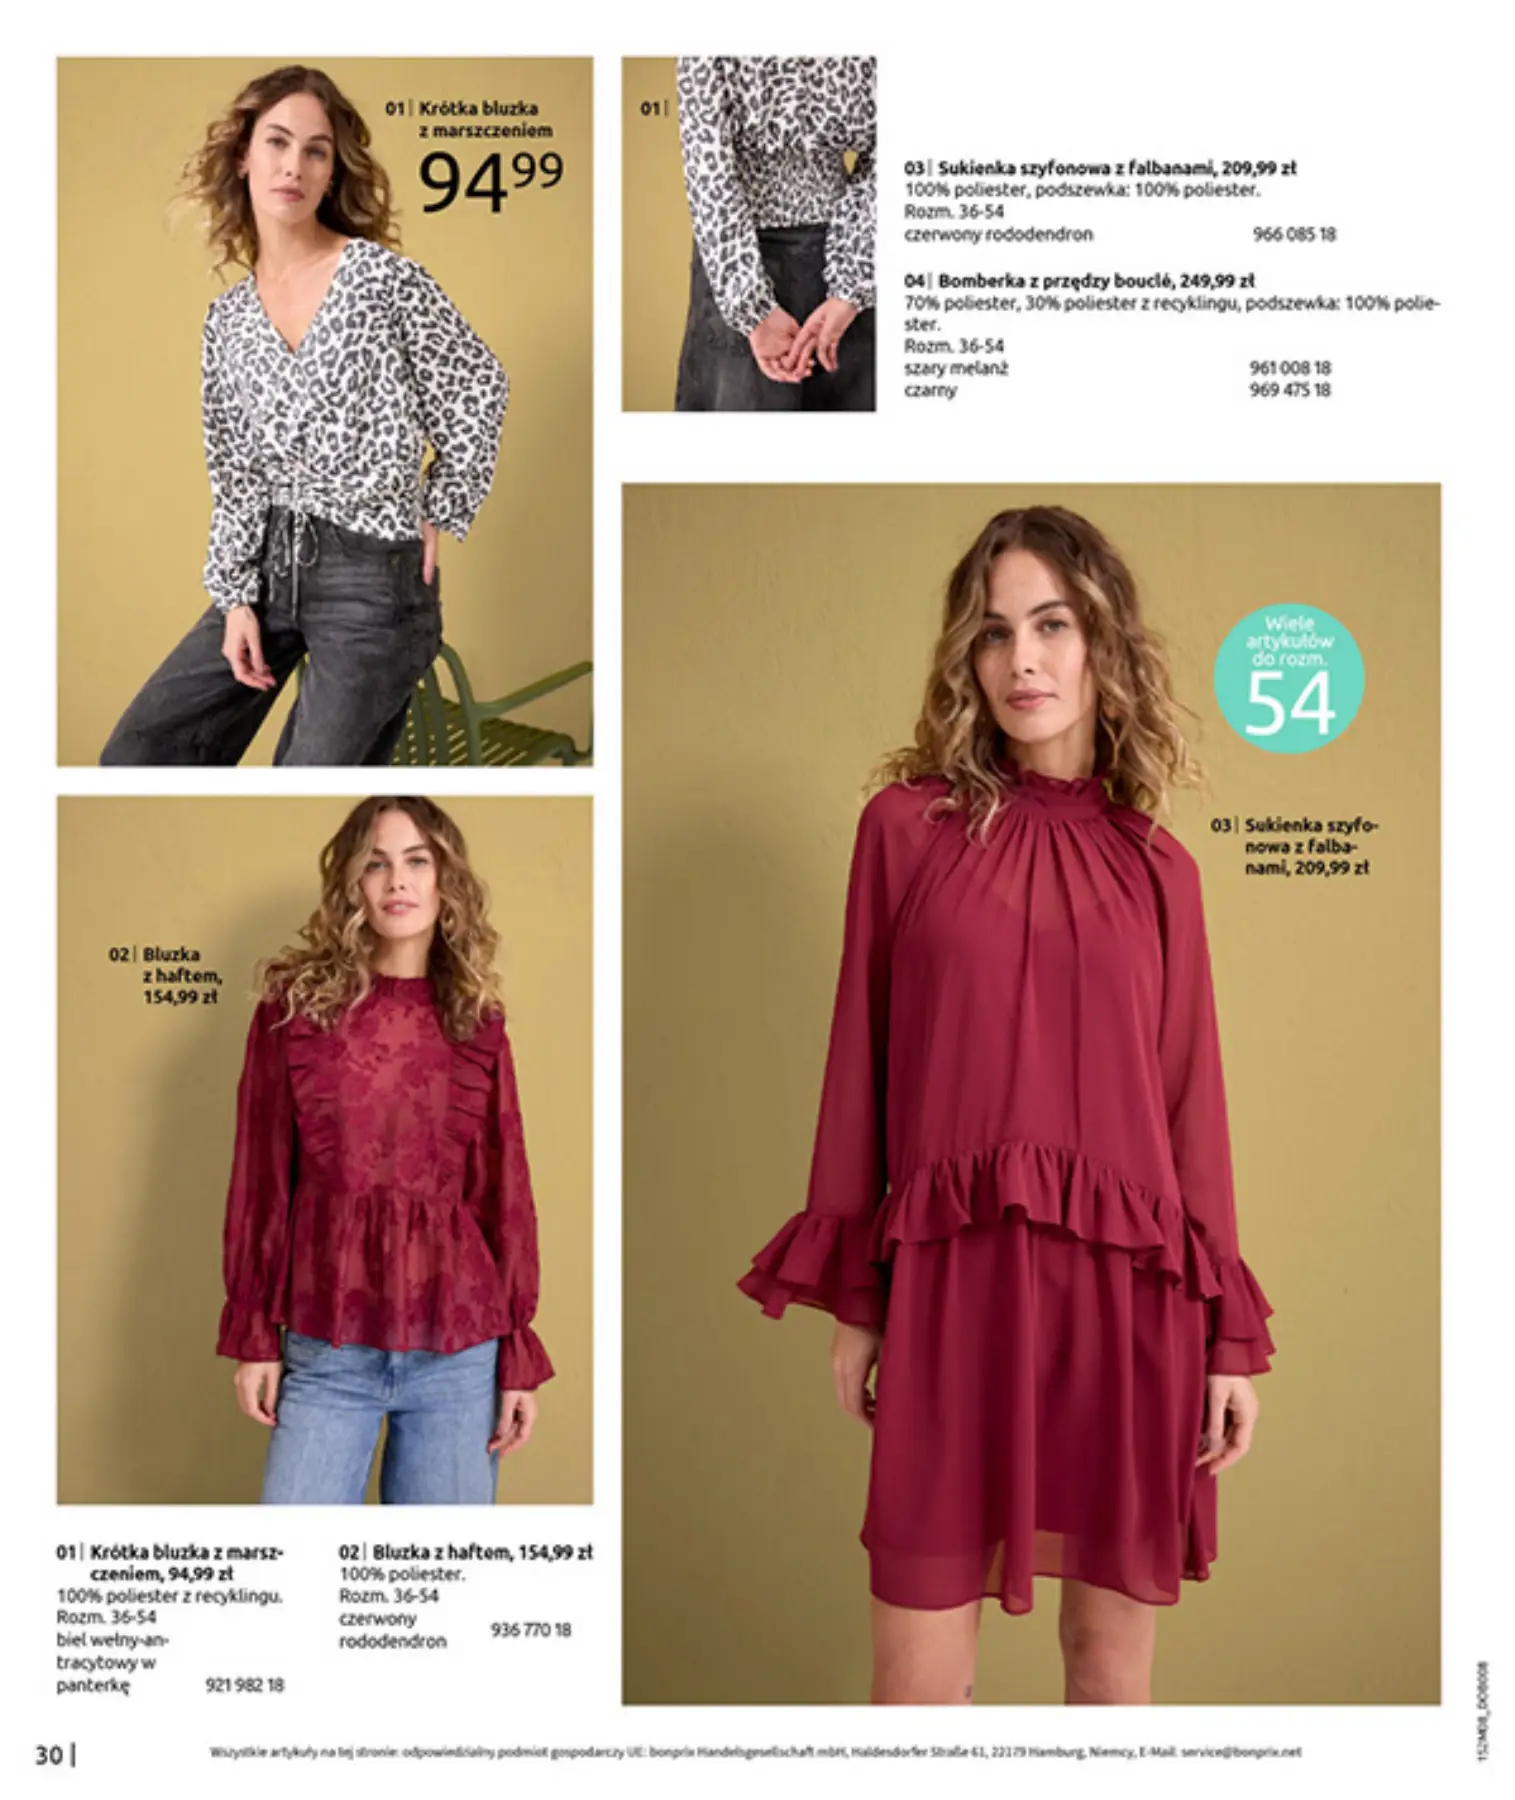 01| Krótka bluzka
z marszczeniem
94⁹⁹
01|
03| Sukienka szyfonowa z falbanami, 209,99 zł
100% poliester, podszewka: 100% poliester.
Rozm. 36-54
czerwony rododendron 966 085 18
04| Bomberka z przędzy bouclé, 249,99 zł
70% poliester, 30% poliester z recyklingu, podszewka: 100% polie-
ster.
Rozm. 36-54
szary melanż 961 008 18
czarny 969 475 18
Wiele
artykułów
do rozm.
54
03| Sukienka szyfo-
nowa z falba-
nami, 209,99 zł
02| Bluzka
z haftem,
154,99 zł
01| Krótka bluzka z marsz-
czeniem, 94,99 zł
100% poliester z recyklingu.
Rozm. 36-54
biel wełny-an-
tracytowy w
panterkę 921 982 18
02| Bluzka z haftem, 154,99 zł
100% poliester.
Rozm. 36-54
czerwony
rododendron 936 770 18
30|
Wszystkie artykuły na tej stronie: odpowiedzialny podmiot gospodarczy UE: bonprix Handelsgesellschaft mbH, Haldesdorfer Straße 61, 22179 Hamburg, Niemcy, E-Mail: service@bonprix.net
152M08_DOB008